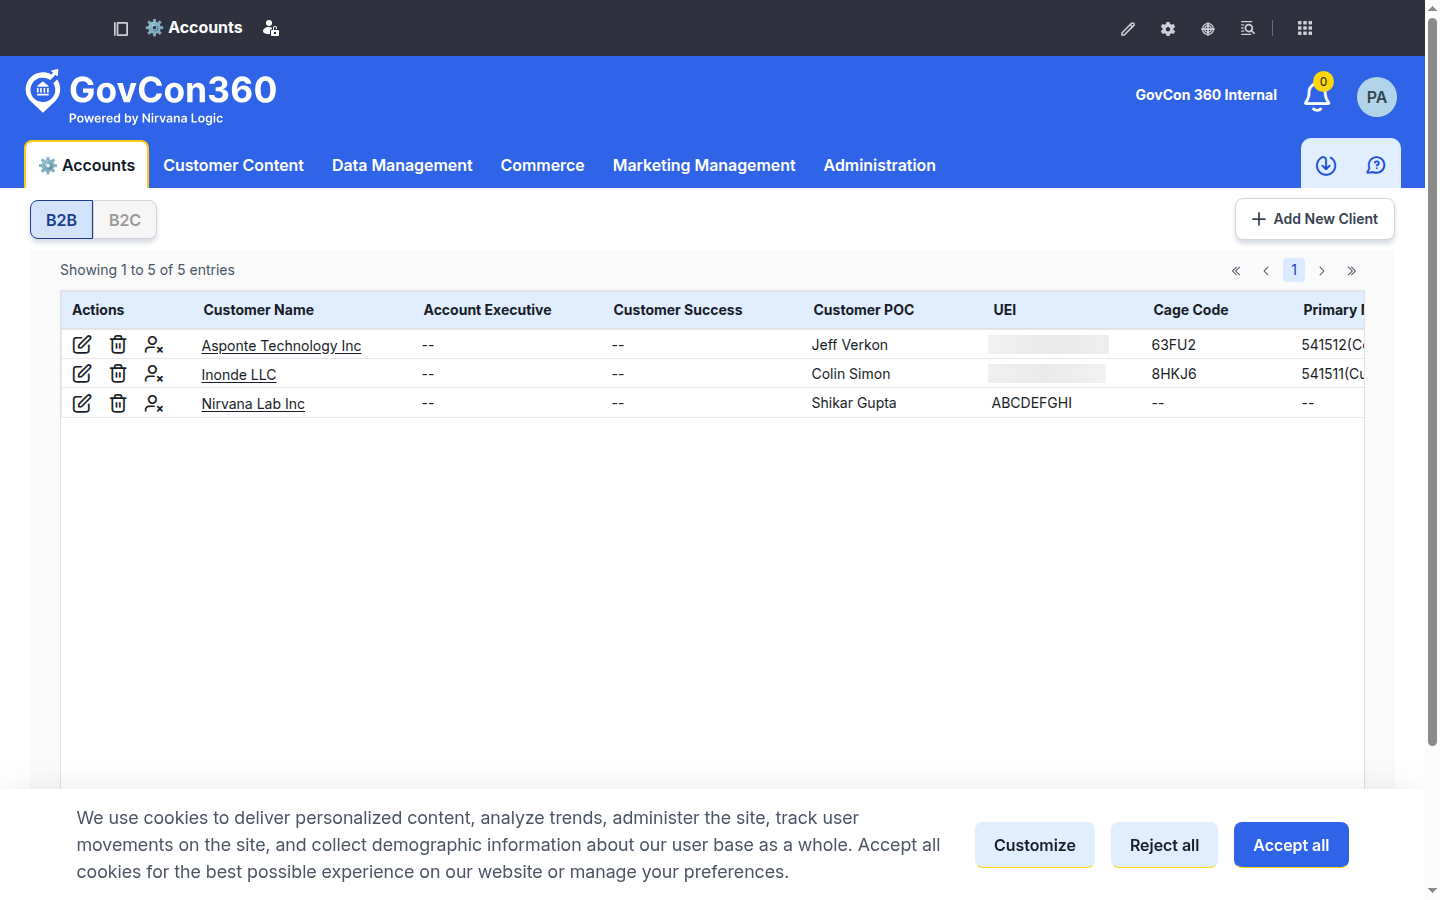 Accounts
GovCon360
Powered by Nirvana Logic
GovCon 360 Internal
0
PA
Accounts
Customer Content
Data Management
Commerce
Marketing Management
Administration
B2B
B2C
Add New Client
Showing 1 to 5 of 5 entries
« ‹ 1 › »
Actions Customer Name Account Executive Customer Success Customer POC UEI Cage Code Primary
Asponte Technology Inc -- -- Jeff Verkon 63FU2 541512(C
Inonde LLC -- -- Colin Simon 8HKJ6 541511(Cu
Nirvana Lab Inc -- -- Shikar Gupta ABCDEFGHI -- --
We use cookies to deliver personalized content, analyze trends, administer the site, track user
movements on the site, and collect demographic information about our user base as a whole. Accept all
cookies for the best possible experience on our website or manage your preferences.
Customize
Reject all
Accept all